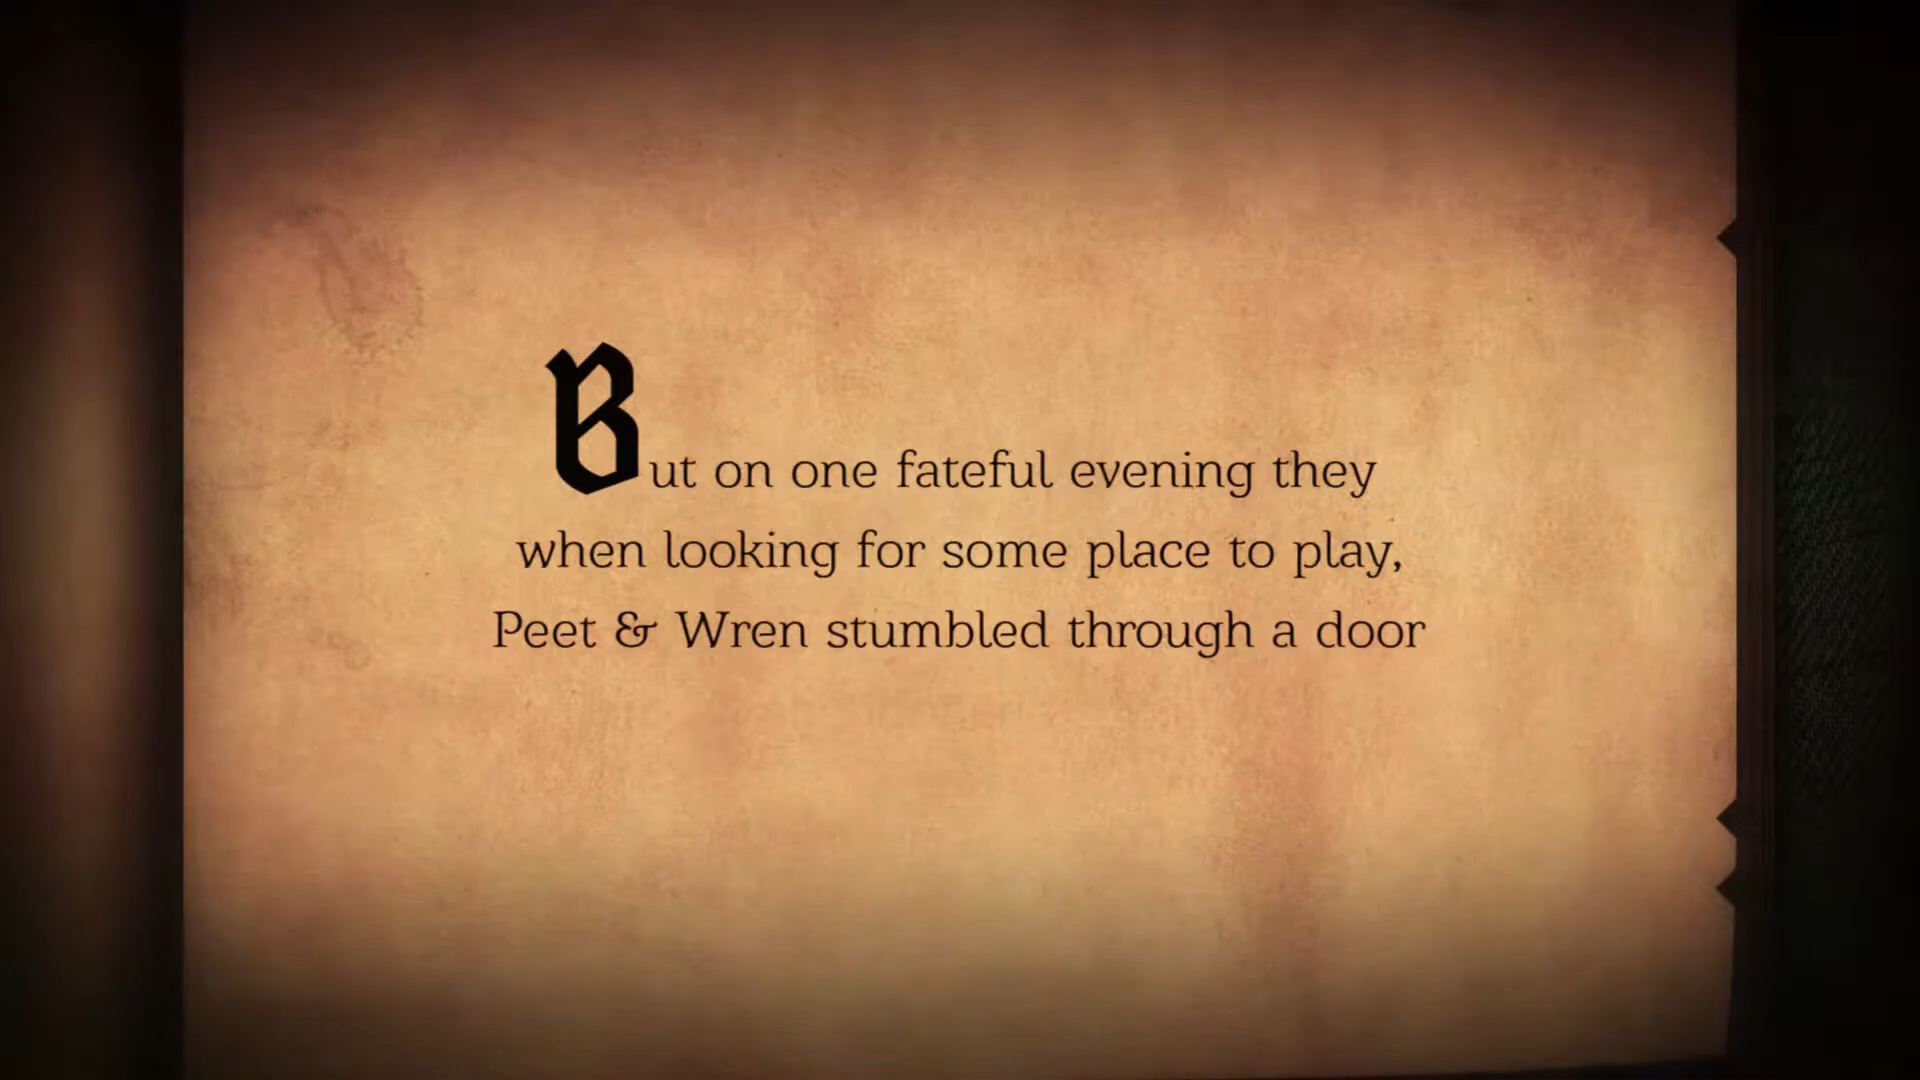 But on one fateful evening they
when looking for some place to play,
Peet & Wren stumbled through a door